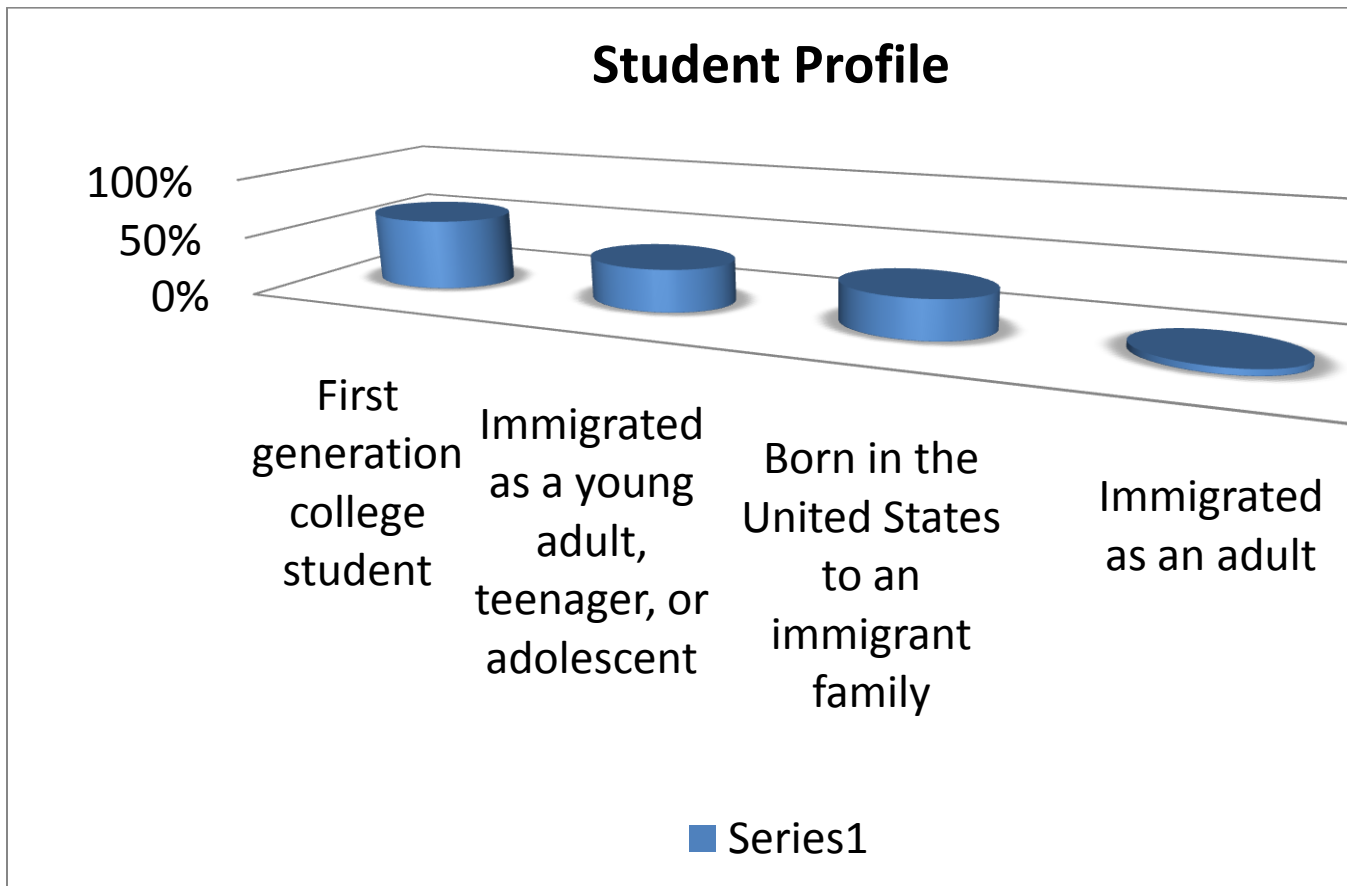 Student Profile
100%
50%
0%
First
generation
college
student
Immigrated
as a young
adult,
teenager, or
adolescent
Born in the
United States
to an
immigrant
family
Immigrated
as an adult
Series1